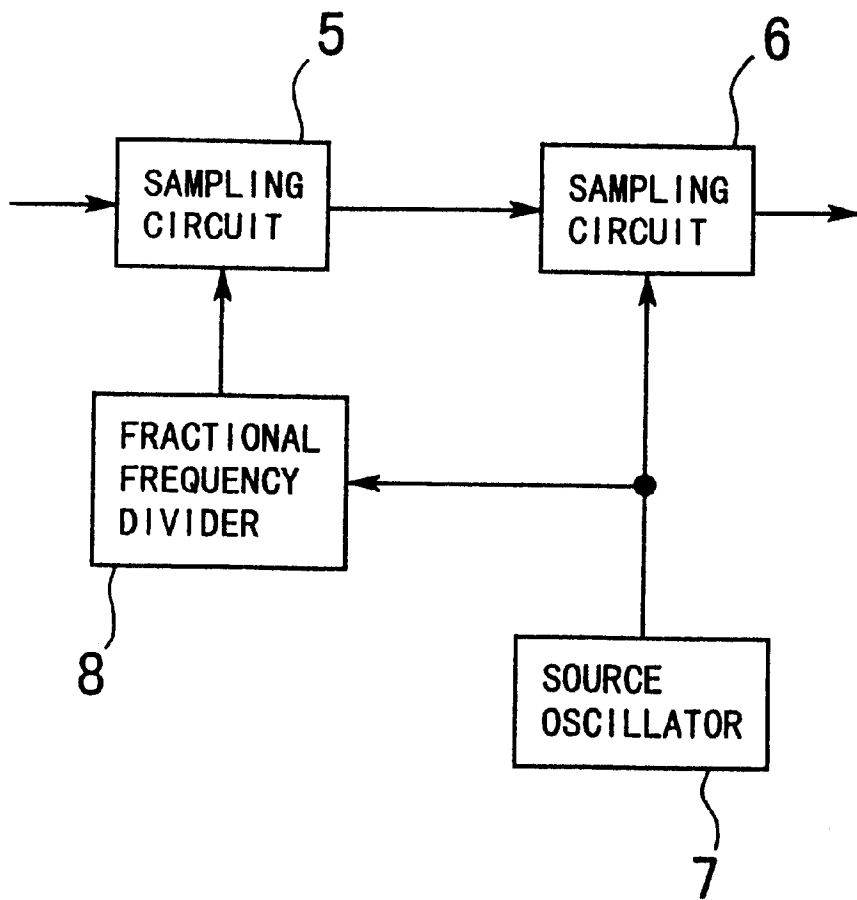 5
6
SAMPLING
CIRCUIT
SAMPLING
CIRCUIT
FRACTIONAL
FREQUENCY
DIVIDER
8
SOURCE
OSCILLATOR
7